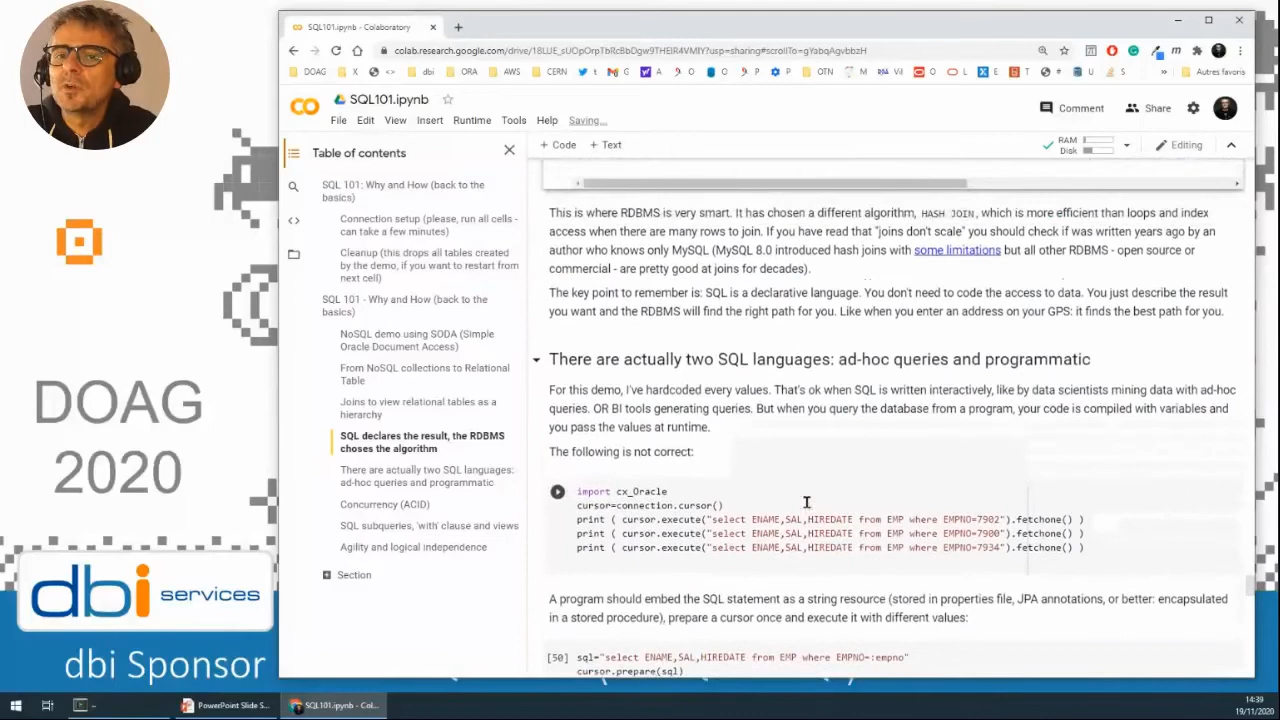 SQL101.ipynb - Colaboratory
colab.research.google.com/drive/18LUE_sUOpOrpTbRcBbDgw9THEIR4VMIY?usp=sharing#scrollTo=gYabqAgvbbzH
DOAG X dbi ORA AWS CERN t G A O O P OTN M Vi O L E T # U S » Autres favoris
SQL101.ipynb
File Edit View Insert Runtime Tools Help Saving...
Comment Share
+ Code + Text
RAM
Disk
Editing
Table of contents
SQL 101: Why and How (back to the
basics)
Connection setup (please, run all cells -
can take a few minutes)
Cleanup (this drops all tables created
by the demo, if you want to restart from
next cell)
SQL 101 - Why and How (back to the
basics)
NoSQL demo using SODA (Simple
Oracle Document Access)
From NoSQL collections to Relational
Table
Joins to view relational tables as a
hierarchy
SQL declares the result, the RDBMS
choses the algorithm
There are actually two SQL languages:
ad-hoc queries and programmatic
Concurrency (ACID)
SQL subqueries, 'with' clause and views
Agility and logical independence
Section
This is where RDBMS is very smart. It has chosen a different algorithm, HASH JOIN, which is more efficient than loops and index
access when there are many rows to join. If you have read that "joins don't scale" you should check if was written years ago by an
author who knows only MySQL (MySQL 8.0 introduced hash joins with some limitations but all other RDBMS - open source or
commercial - are pretty good at joins for decades).
The key point to remember is: SQL is a declarative language. You don't need to code the access to data. You just describe the result
you want and the RDBMS will find the right path for you. Like when you enter an address on your GPS: it finds the best path for you.
There are actually two SQL languages: ad-hoc queries and programmatic
For this demo, I've hardcoded every values. That's ok when SQL is written interactively, like by data scientists mining data with ad-hoc
queries. OR BI tools generating queries. But when you query the database from a program, your code is compiled with variables and
you pass the values at runtime.
The following is not correct:
import cx_Oracle
cursor=connection.cursor()
print ( cursor.execute("select ENAME,SAL,HIREDATE from EMP where EMPNO=7902").fetchone() )
print ( cursor.execute("select ENAME,SAL,HIREDATE from EMP where EMPNO=7900").fetchone() )
print ( cursor.execute("select ENAME,SAL,HIREDATE from EMP where EMPNO=7934").fetchone() )
A program should embed the SQL statement as a string resource (stored in properties file, JPA annotations, or better: encapsulated
in a stored procedure), prepare a cursor once and execute it with different values:
[50] sql="select ENAME,SAL,HIREDATE from EMP where EMPNO=:empno"
cursor.prepare(sql)
DOAG
2020
dbi services
dbi Sponsor
PowerPoint Slide S...
SQL101.ipynb - Col...
14:39
19/11/2020